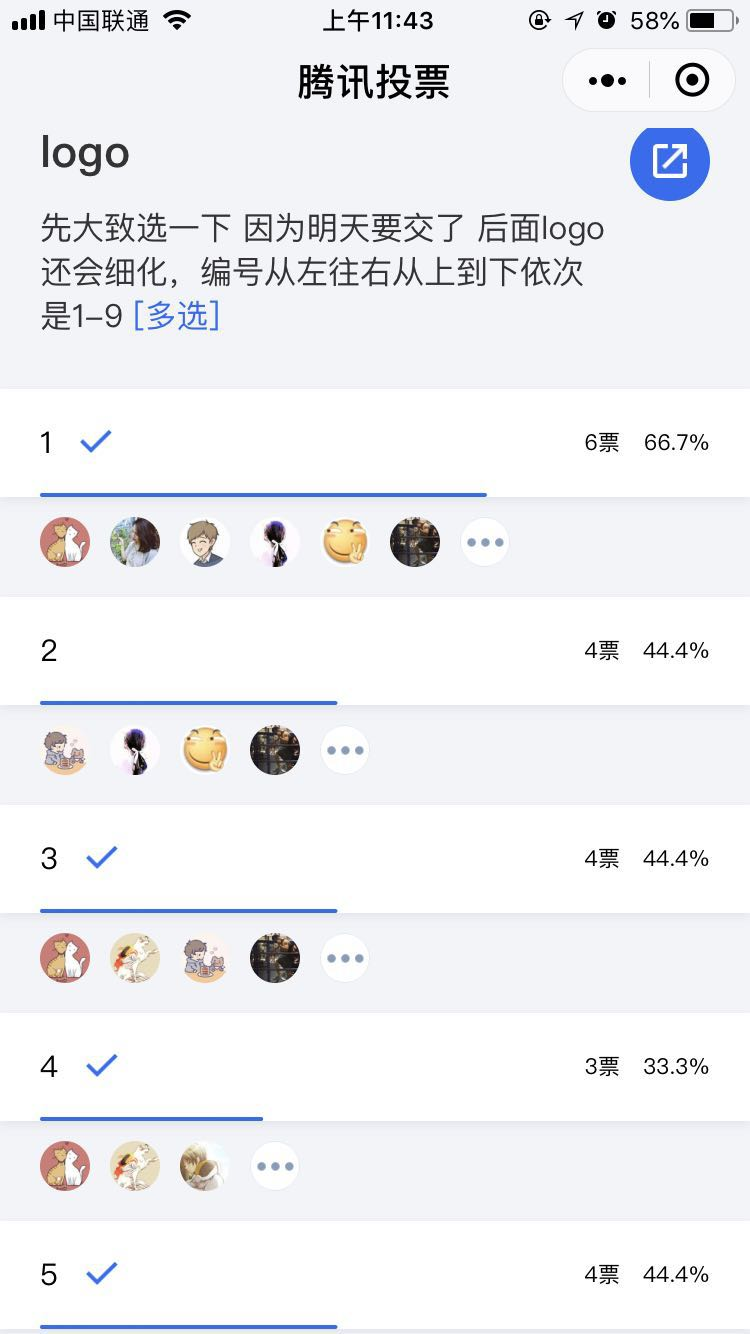 中国联通 上午11:43 58%
腾讯投票
logo
先大致选一下 因为明天要交了 后面logo
还会细化，编号从左往右从上到下依次
是1–9 [多选]
1 6票 66.7%
2 4票 44.4%
3 4票 44.4%
4 3票 33.3%
5 4票 44.4%